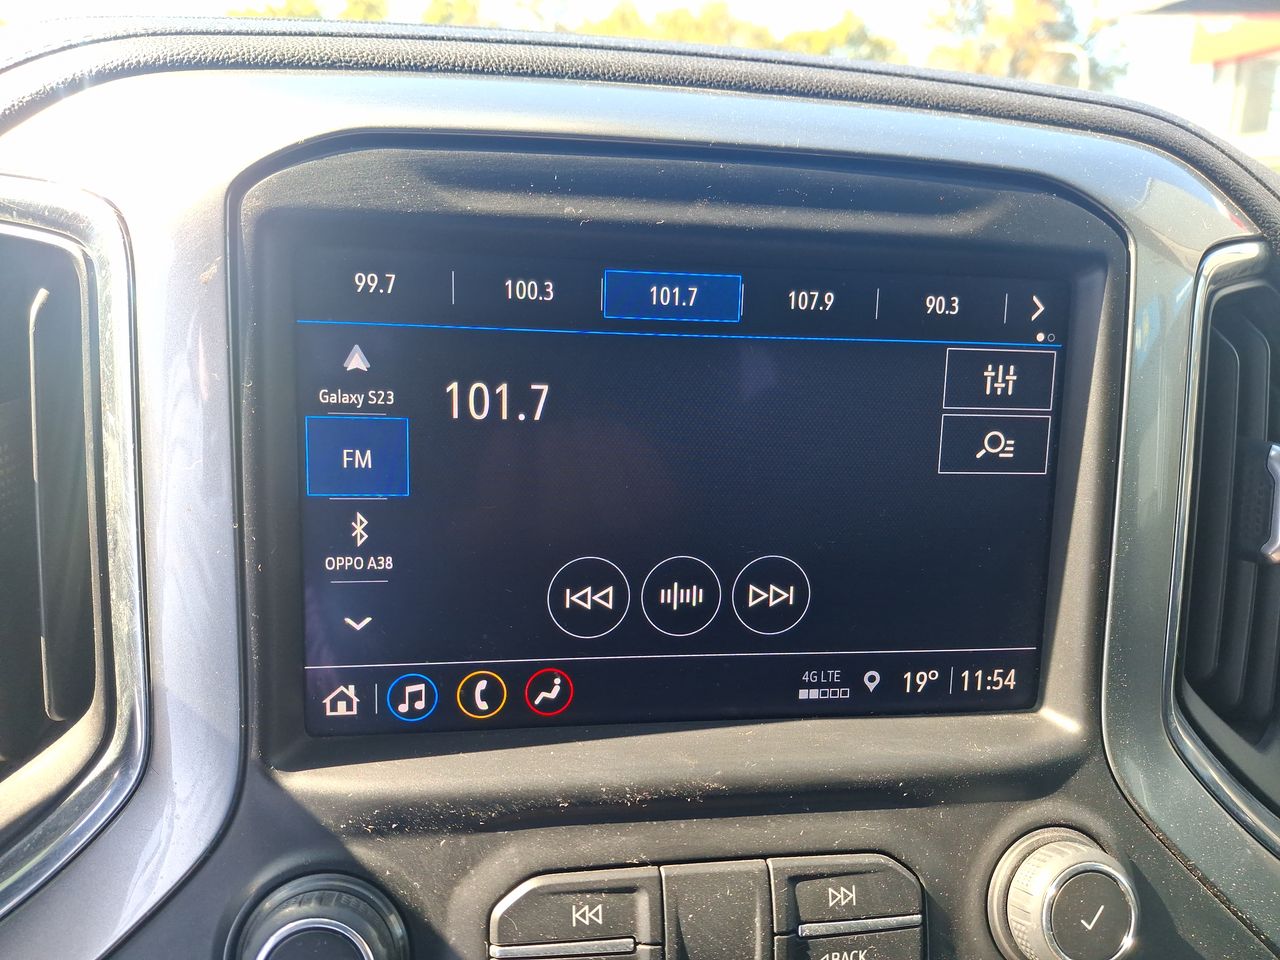 99.7
100.3
101.7
107.9
90.3
Galaxy S23
101.7
FM
OPPO A38
4G LTE
19°
11:54
BACK